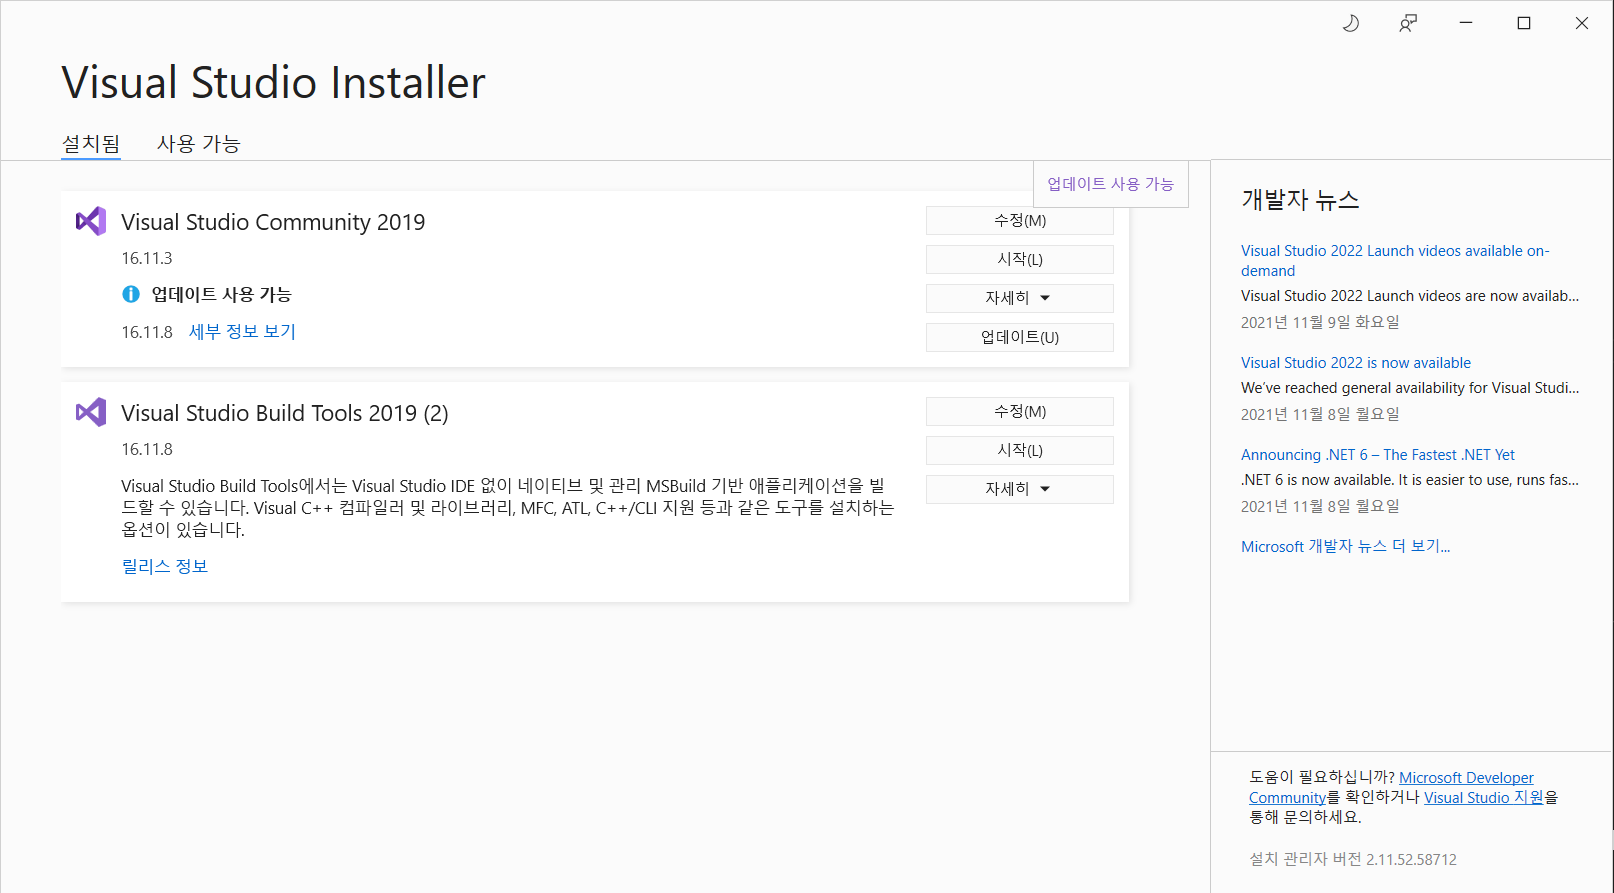 Visual Studio Installer
설치됨 사용 가능
업데이트 사용 가능
Visual Studio Community 2019
16.11.3
업데이트 사용 가능
16.11.8 세부 정보 보기
수정(M)
시작(L)
자세히
업데이트(U)
Visual Studio Build Tools 2019 (2)
16.11.8
Visual Studio Build Tools에서는 Visual Studio IDE 없이 네이티브 및 관리 MSBuild 기반 애플리케이션을 빌
드할 수 있습니다. Visual C++ 컴파일러 및 라이브러리, MFC, ATL, C++/CLI 지원 등과 같은 도구를 설치하는
옵션이 있습니다.
릴리스 정보
수정(M)
시작(L)
자세히
개발자 뉴스
Visual Studio 2022 Launch videos available on-
demand
Visual Studio 2022 Launch videos are now availab...
2021년 11월 9일 화요일
Visual Studio 2022 is now available
We’ve reached general availability for Visual Studi...
2021년 11월 8일 월요일
Announcing .NET 6 – The Fastest .NET Yet
.NET 6 is now available. It is easier to use, runs fas...
2021년 11월 8일 월요일
Microsoft 개발자 뉴스 더 보기...
도움이 필요하십니까? Microsoft Developer
Community를 확인하거나 Visual Studio 지원을
통해 문의하세요.
설치 관리자 버전 2.11.52.58712